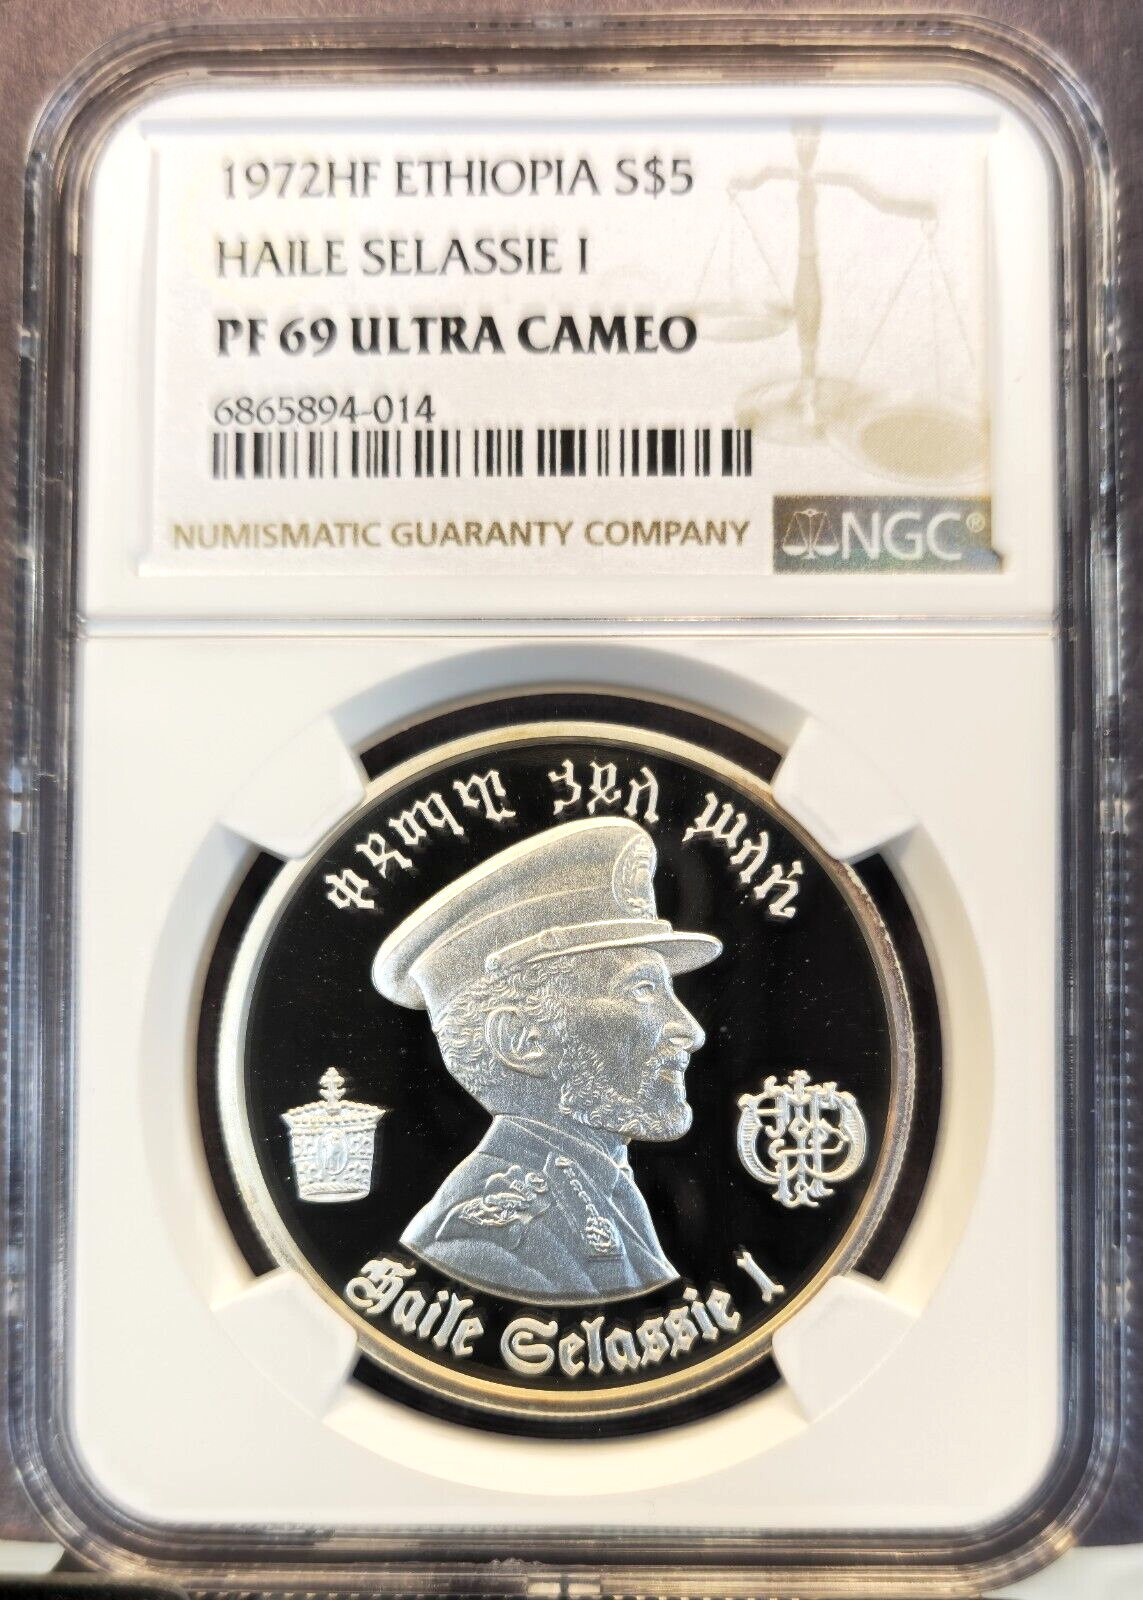 1972HF ETHIOPIA S$5
HAILE SELASSIE I
PF 69 ULTRA CAMEO
6865894-014
NUMISMATIC GUARANTY COMPANY
NGC®
ቀዳማዊ ኃይለ ሥላሴ
Haile Selassie I